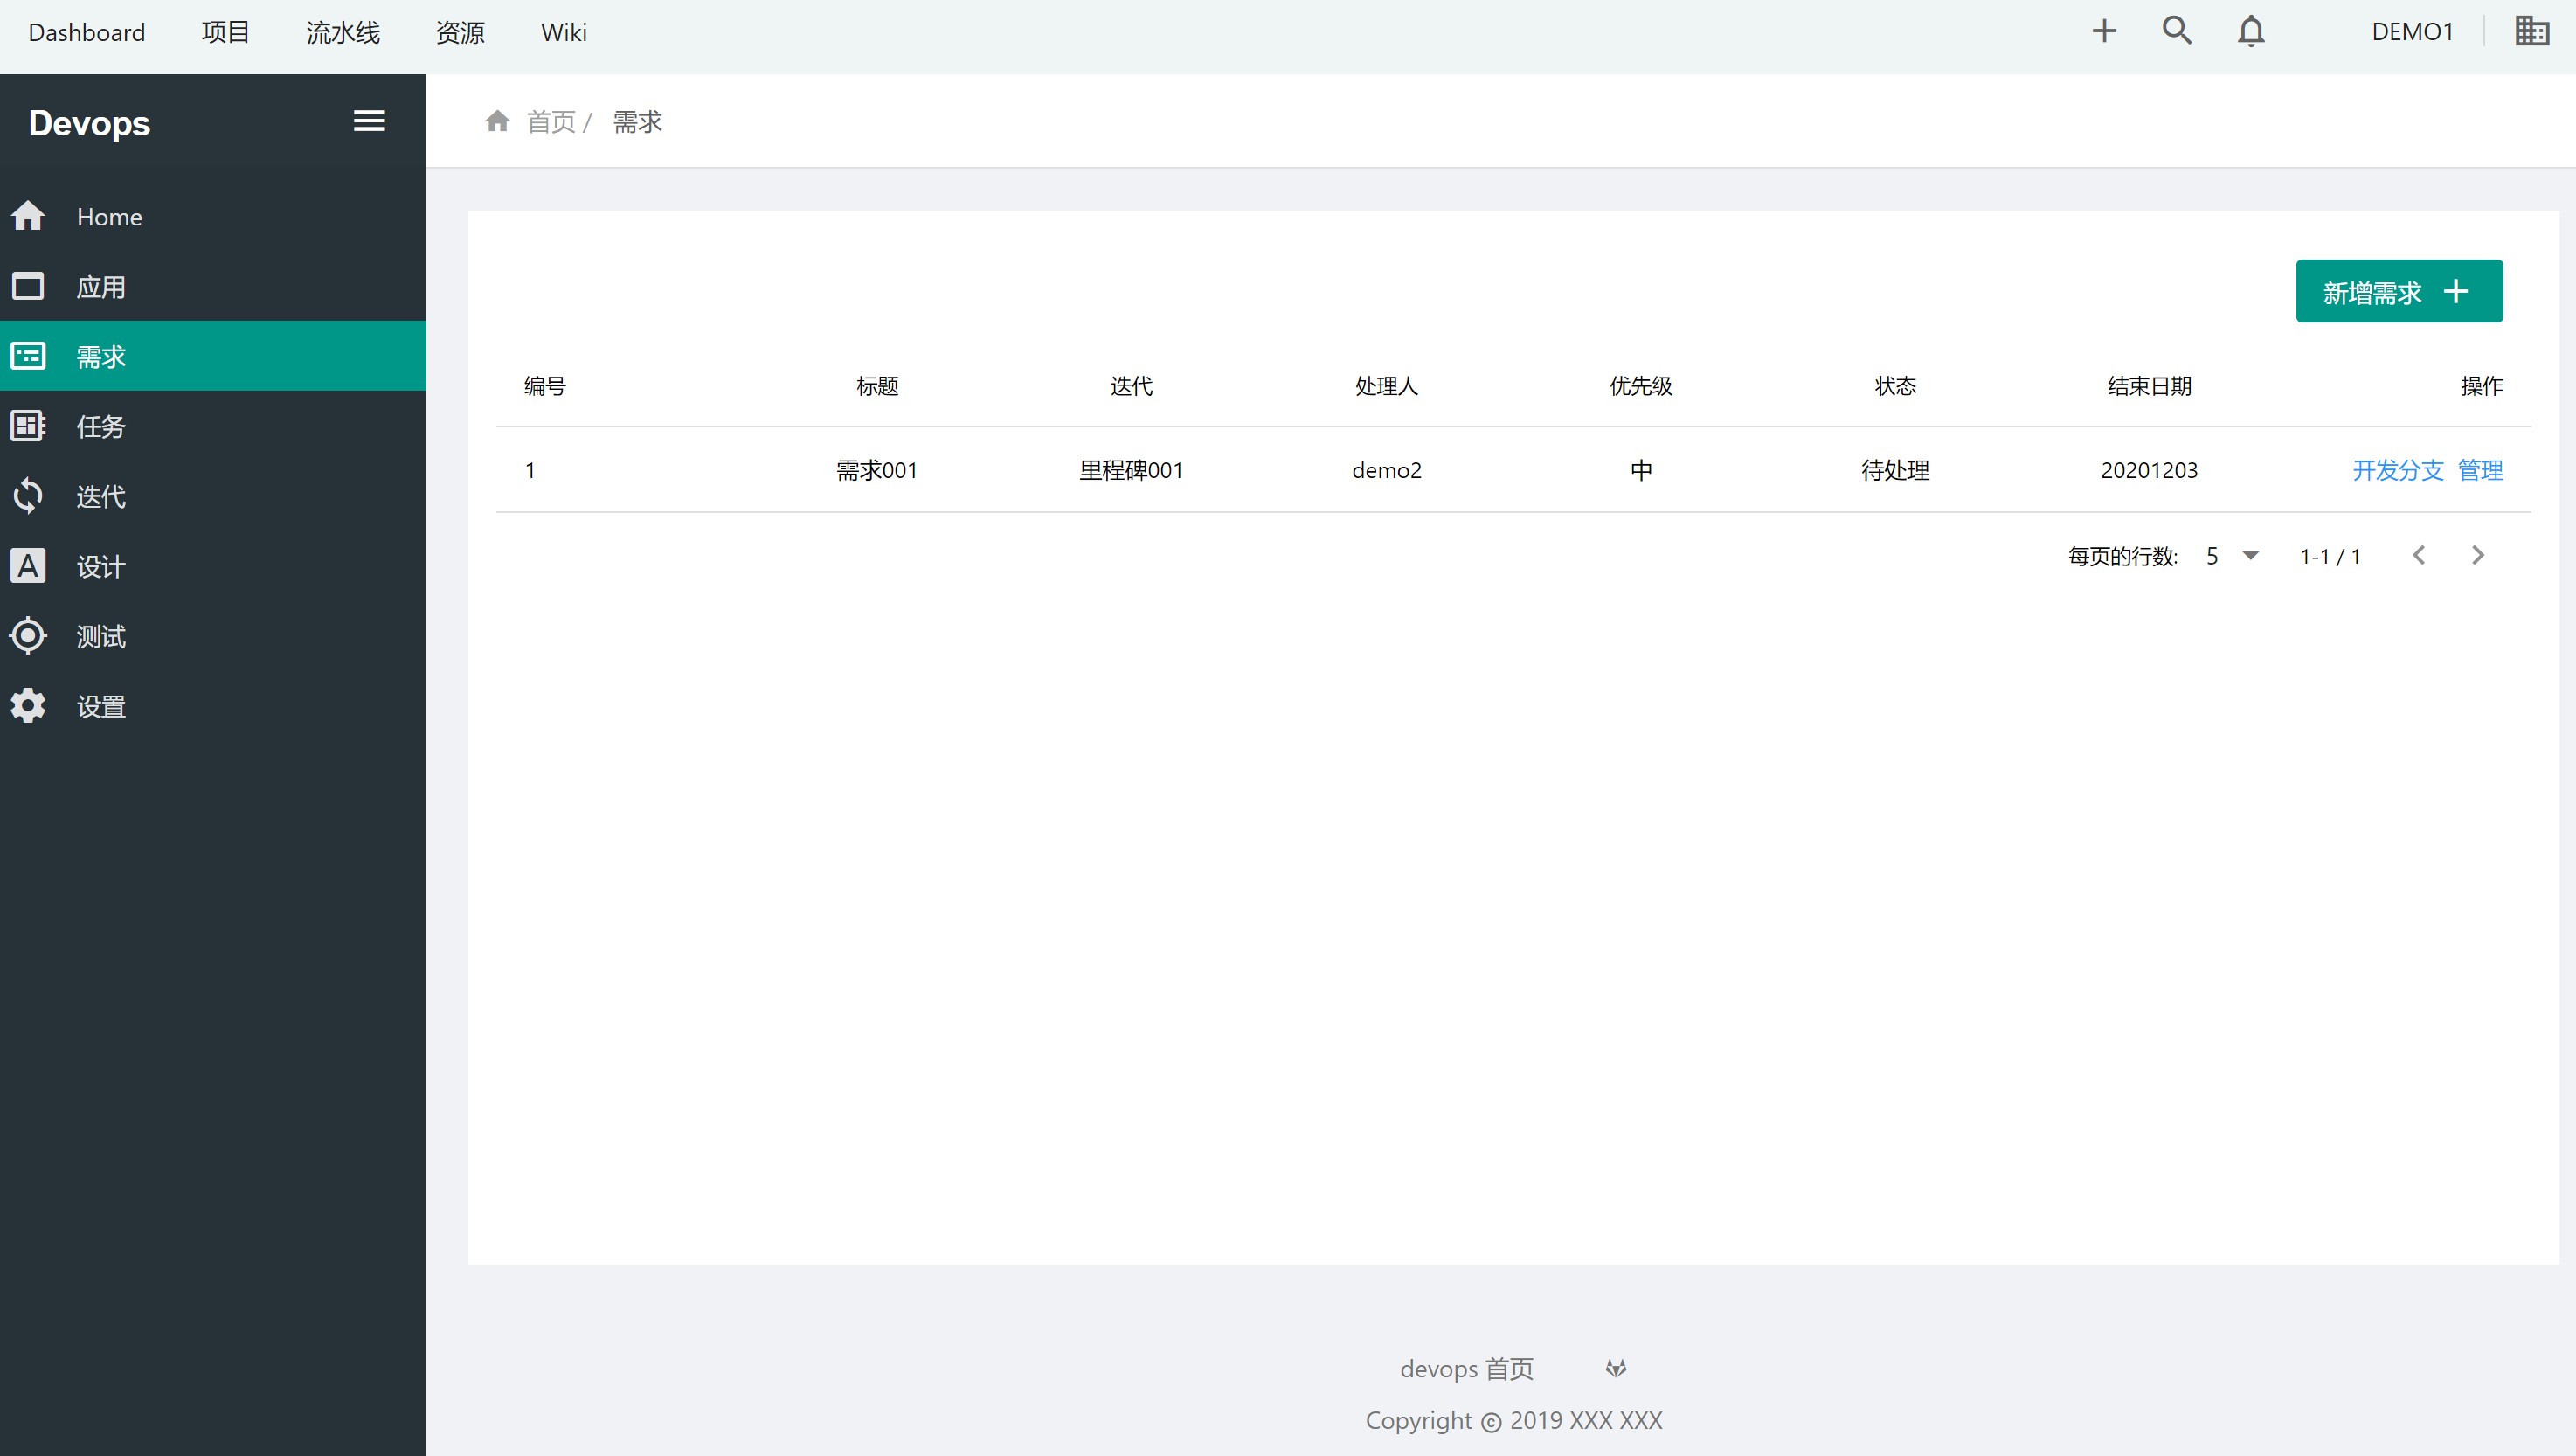 Dashboard 项目 流水线 资源 Wiki DEMO1
Devops
首页 / 需求
Home
应用
需求
任务
迭代
设计
测试
设置
新增需求
编号 标题 迭代 处理人 优先级 状态 结束日期 操作
1 需求001 里程碑001 demo2 中 待处理 20201203 开发分支 管理
每页的行数: 5 1-1 / 1
devops 首页
Copyright © 2019 XXX XXX